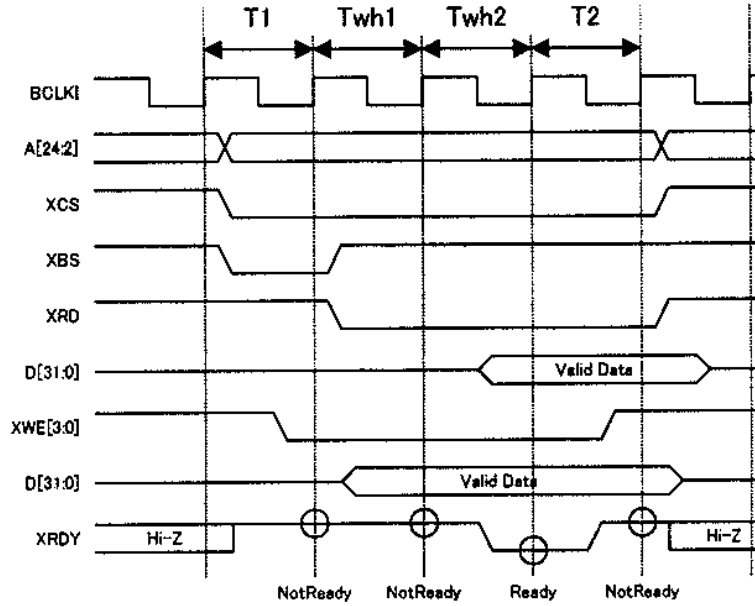 T1 Twh1 Twh2 T2
BCLKI
A[24:2]
XCS
XBS
XRD
D[31:0] Valid Data
XWE[3:0]
D[31:0] Valid Data
XRDY Hi-Z Hi-Z
NotReady NotReady Ready NotReady